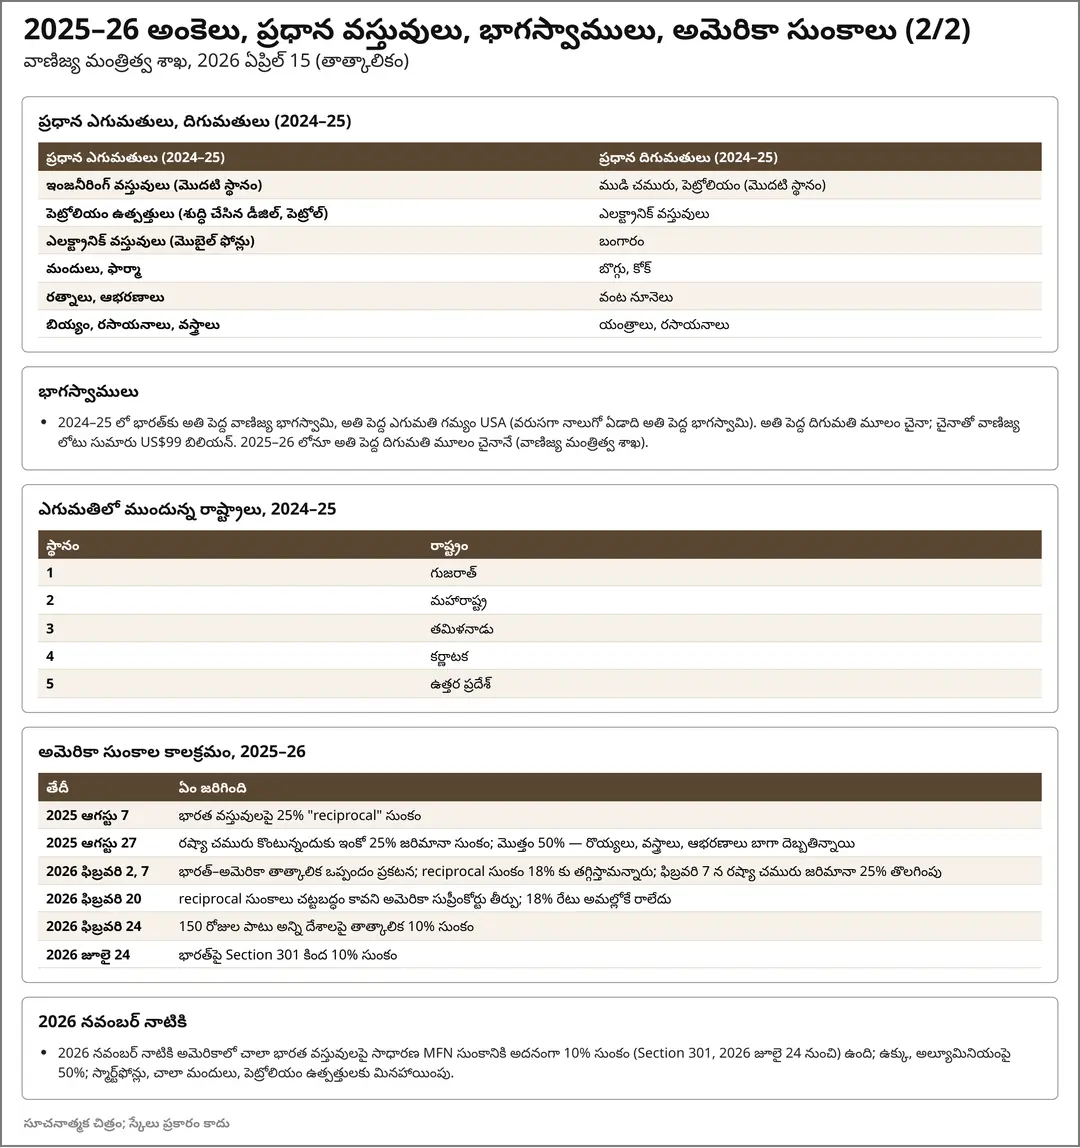 2025–26 అంకెలు, ప్రధాన వస్తువులు, భాగస్వాములు, అమెరికా సుంకాలు (2/2)
వాణిజ్య మంత్రిత్వ శాఖ, 2026 ఏప్రిల్ 15 (తాత్కాలికం)
ప్రధాన ఎగుమతులు, దిగుమతులు (2024–25)
ప్రధాన ఎగుమతులు (2024–25) ప్రధాన దిగుమతులు (2024–25)
ఇంజనీరింగ్ వస్తువులు (మొదటి స్థానం) ముడి చమురు, పెట్రోలియం (మొదటి స్థానం)
పెట్రోలియం ఉత్పత్తులు (శుద్ధి చేసిన డీజిల్, పెట్రోల్) ఎలక్ట్రానిక్ వస్తువులు
ఎలక్ట్రానిక్ వస్తువులు (మొబైల్ ఫోన్లు) బంగారం
మందులు, ఫార్మా బొగ్గు, కోక్
రత్నాలు, ఆభరణాలు వంట నూనెలు
బియ్యం, రసాయనాలు, వస్త్రాలు యంత్రాలు, రసాయనాలు
భాగస్వాములు
• 2024–25 లో భారత్‌కు అతి పెద్ద వాణిజ్య భాగస్వామి, అతి పెద్ద ఎగుమతి గమ్యం USA (వరుసగా నాలుగో ఏడాది అతి పెద్ద భాగస్వామి). అతి పెద్ద దిగుమతి మూలం చైనా; చైనాతో వాణిజ్య
లోటు సుమారు US$99 బిలియన్. 2025–26 లోనూ అతి పెద్ద దిగుమతి మూలం చైనానే (వాణిజ్య మంత్రిత్వ శాఖ).
ఎగుమతిలో ముందున్న రాష్ట్రాలు, 2024–25
స్థానం రాష్ట్రం
1 గుజరాత్
2 మహారాష్ట్ర
3 తమిళనాడు
4 కర్ణాటక
5 ఉత్తర ప్రదేశ్
అమెరికా సుంకాల కాలక్రమం, 2025–26
తేదీ ఏం జరిగింది
2025 ఆగస్టు 7 భారత వస్తువులపై 25% "reciprocal" సుంకం
2025 ఆగస్టు 27 రష్యా చమురు కొంటున్నందుకు ఇంకో 25% జరిమానా సుంకం; మొత్తం 50% — రొయ్యలు, వస్త్రాలు, ఆభరణాలు బాగా దెబ్బతిన్నాయి
2026 ఫిబ్రవరి 2, 7 భారత్–అమెరికా తాత్కాలిక ఒప్పందం ప్రకటన; reciprocal సుంకం 18% కు తగ్గిస్తామన్నారు; ఫిబ్రవరి 7 న రష్యా చమురు జరిమానా 25% తొలగింపు
2026 ఫిబ్రవరి 20 reciprocal సుంకాలు చట్టబద్ధం కావని అమెరికా సుప్రీంకోర్టు తీర్పు; 18% రేటు అమల్లోకే రాలేదు
2026 ఫిబ్రవరి 24 150 రోజుల పాటు అన్ని దేశాలపై తాత్కాలిక 10% సుంకం
2026 జూలై 24 భారత్‌పై Section 301 కింద 10% సుంకం
2026 నవంబర్ నాటికి
• 2026 నవంబర్ నాటికి అమెరికాలో చాలా భారత వస్తువులపై సాధారణ MFN సుంకానికి అదనంగా 10% సుంకం (Section 301, 2026 జూలై 24 నుంచి) ఉంది; ఉక్కు, అల్యూమినియంపై
50%; స్మార్ట్‌ఫోన్లు, చాలా మందులు, పెట్రోలియం ఉత్పత్తులకు మినహాయింపు.
సూచనాత్మక చిత్రం; స్కేలు ప్రకారం కాదు